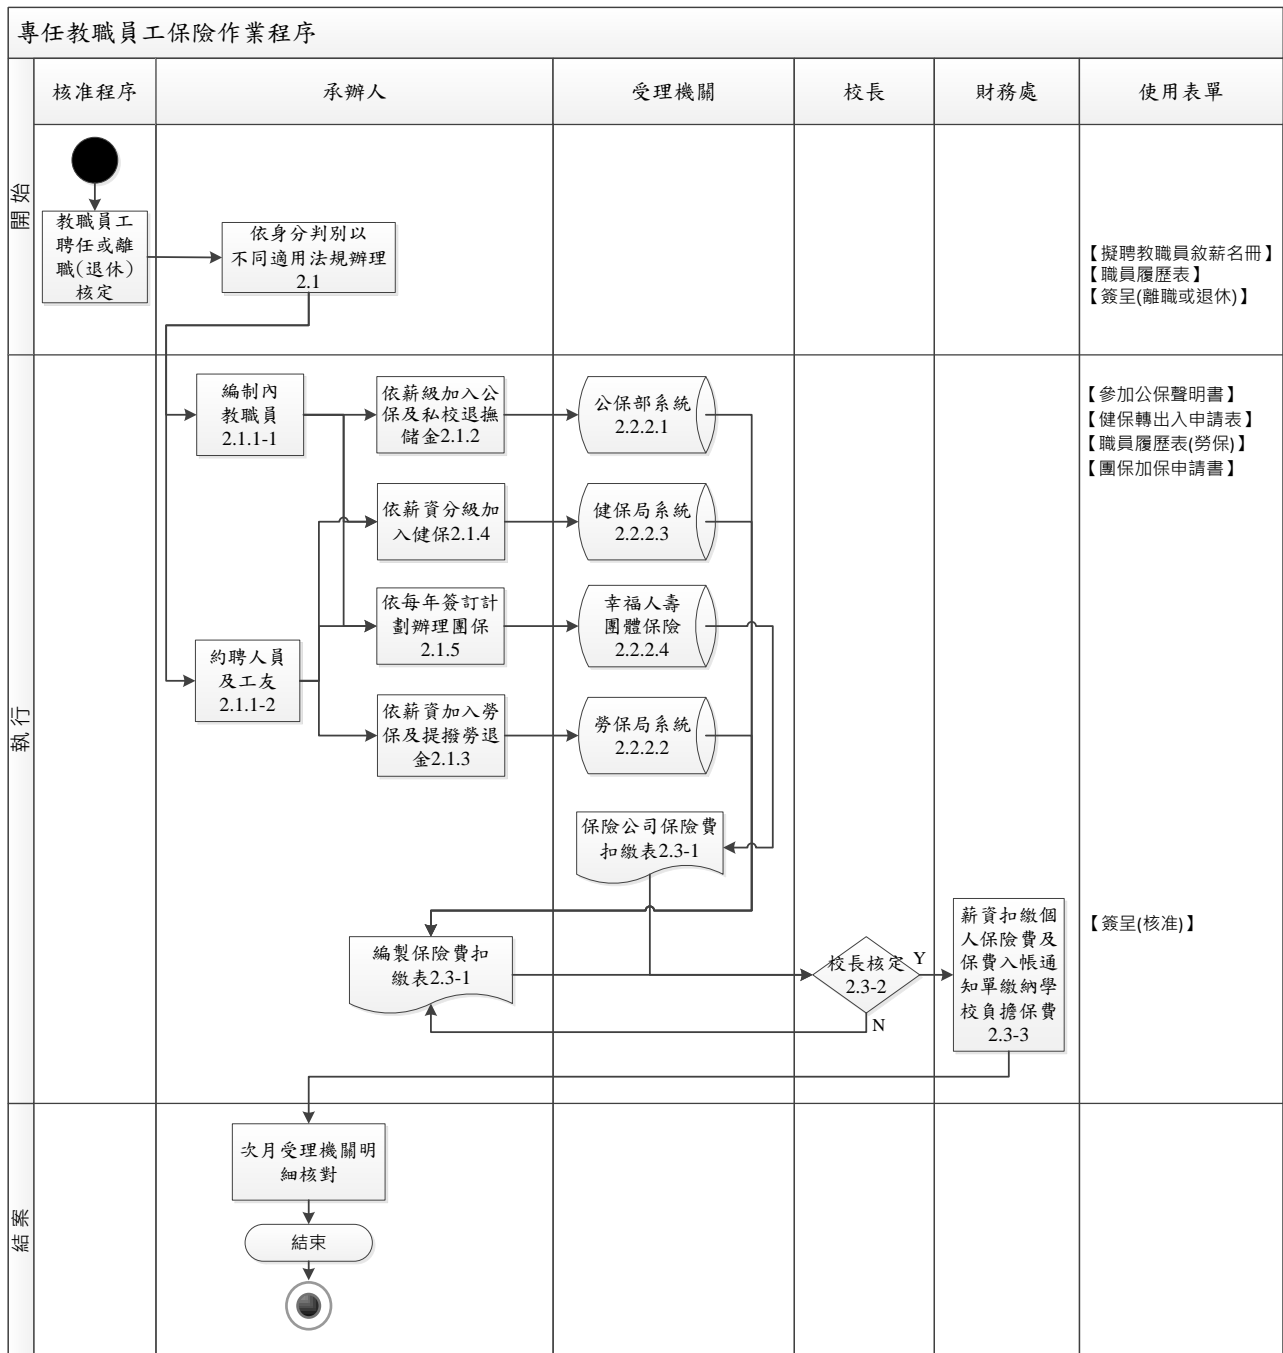 專任教職員工保險作業程序
核准程序
承辦人
受理機關
校長
財務處
使用表單
開始
教職員工
聘任或離
職(退休)
核定
依身分判別以
不同適用法規辦理
2.1
【擬聘教職員敘薪名冊】
【職員履歷表】
【簽呈(離職或退休)】
執行
編制內
教職員
2.1.1-1
依薪級加入公
保及私校退撫
儲金2.1.2
公保部系統
2.2.2.1
【參加公保聲明書】
【健保轉出入申請表】
【職員履歷表(勞保)】
【團保加保申請書】
依薪資分級加
入健保2.1.4
健保局系統
2.2.2.3
依每年簽訂計
劃辦理團保
2.1.5
幸福人壽
團體保險
2.2.2.4
約聘人員
及工友
2.1.1-2
依薪資加入勞
保及提撥勞退
金2.1.3
勞保局系統
2.2.2.2
保險公司保險費
扣繳表2.3-1
編製保險費扣
繳表2.3-1
校長核定
2.3-2
Y
N
薪資扣繳個
人保險費及
保費入帳通
知單繳納學
校負擔保費
2.3-3
【簽呈(核准)】
結案
次月受理機關明
細核對
結束